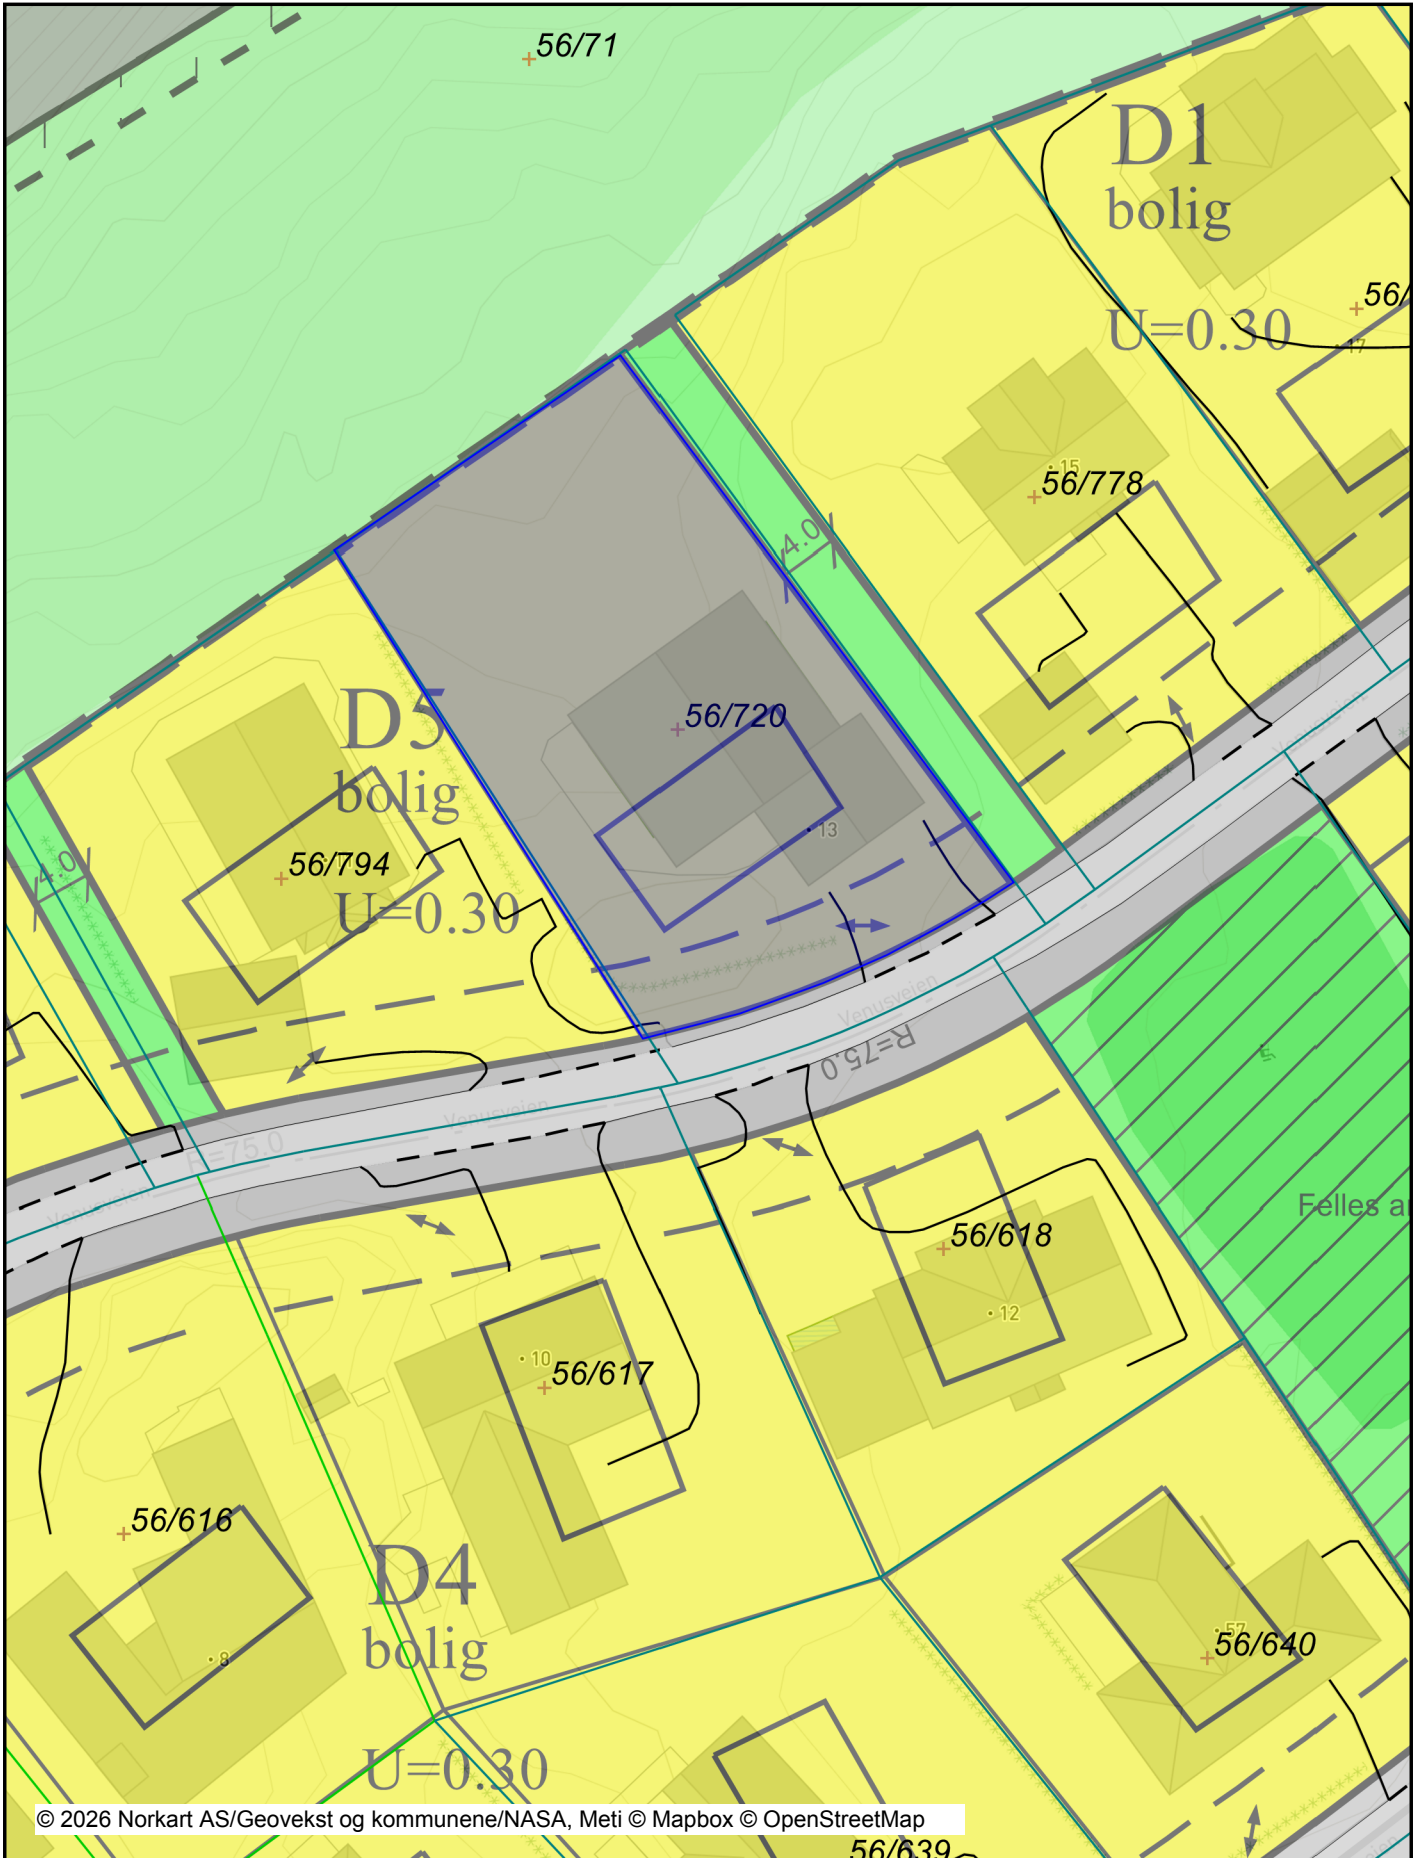 56/71
D1
bolig
56/
U=0.30
17
15
56/778
4.0
56/720
D5
bolig
13
56/794
4.0
U=0.30
Venusveien
Venusveien
R=75.0
Venusveien
R=75.0
Venusveien
Felles a
56/618
12
10
56/617
56/616
D4
bolig
57
56/640
8
U=0.30
© 2026 Norkart AS/Geovekst og kommunene/NASA, Meti © Mapbox © OpenStreetMap
56/639